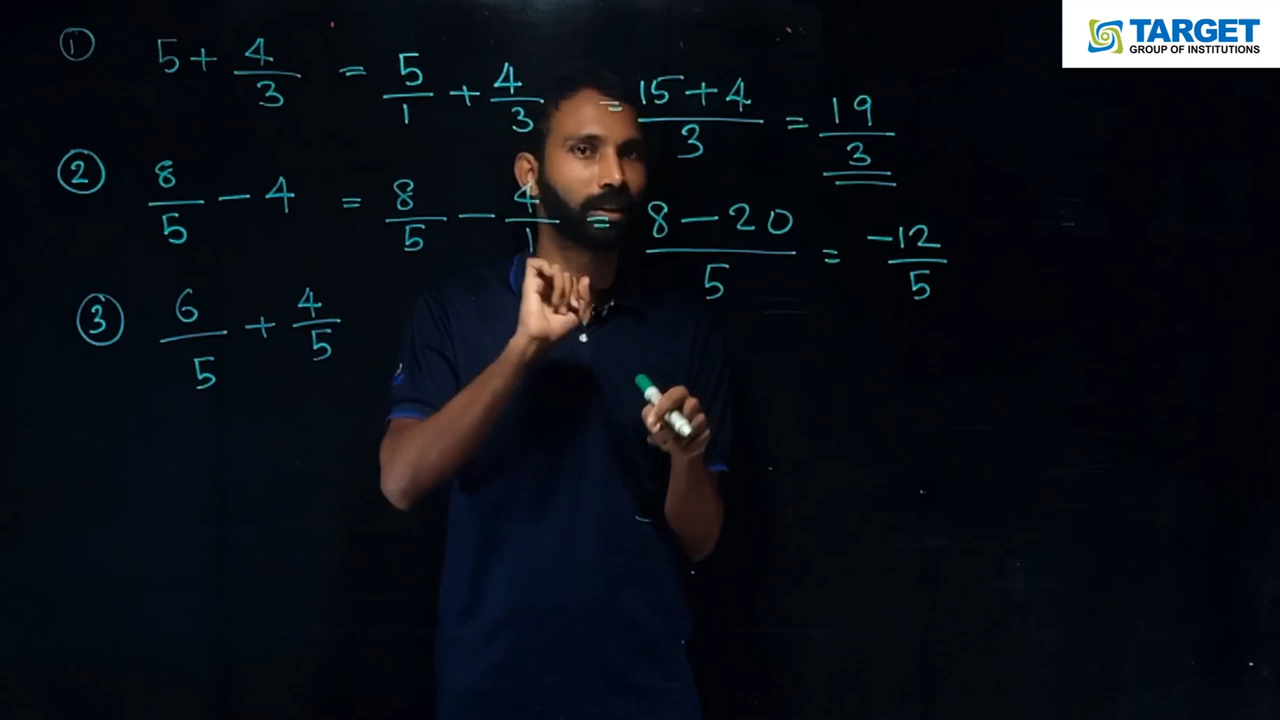 TARGET
GROUP OF INSTITUTIONS
① 5 + 4/3 = 5/1 + 4/3 = (15 + 4)/3 = 19/3
② 8/5 − 4 = 8/5 − 4/1 = (8 − 20)/5 = −12/5
③ 6/5 + 4/5